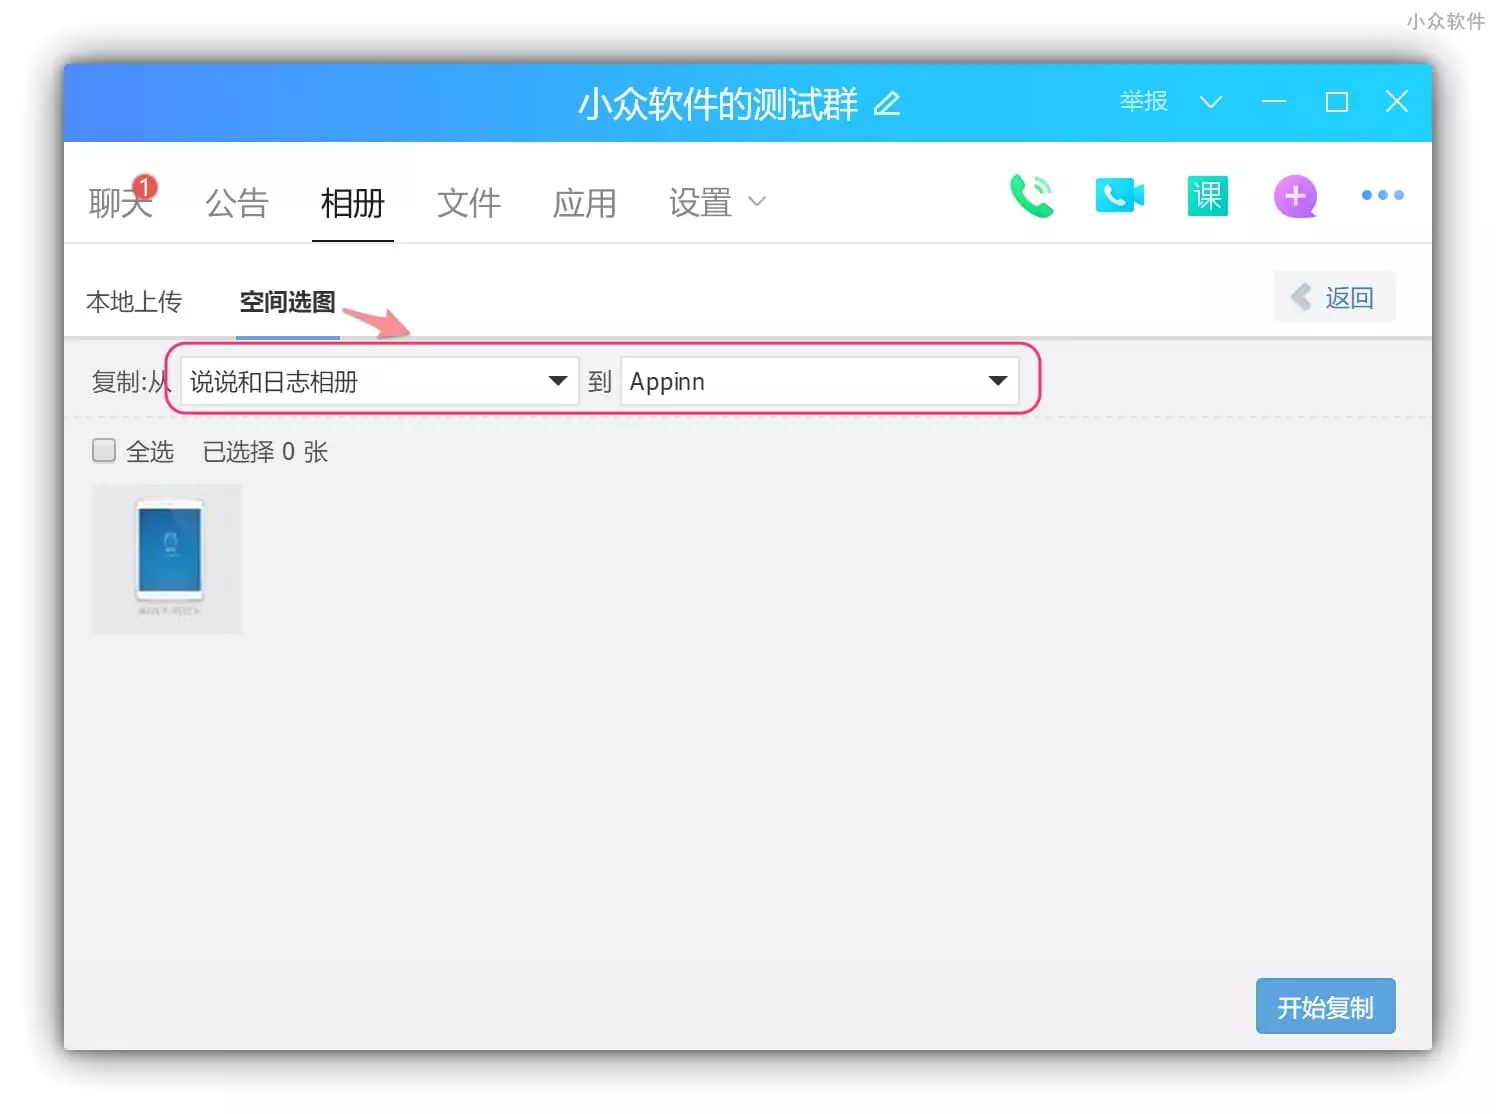 小众软件
小众软件的测试群
举报
聊天 1 公告 相册 文件 应用 设置
课
本地上传 空间选图 返回
复制:从 说说和日志相册 到 Appinn
全选 已选择 0 张
开始复制